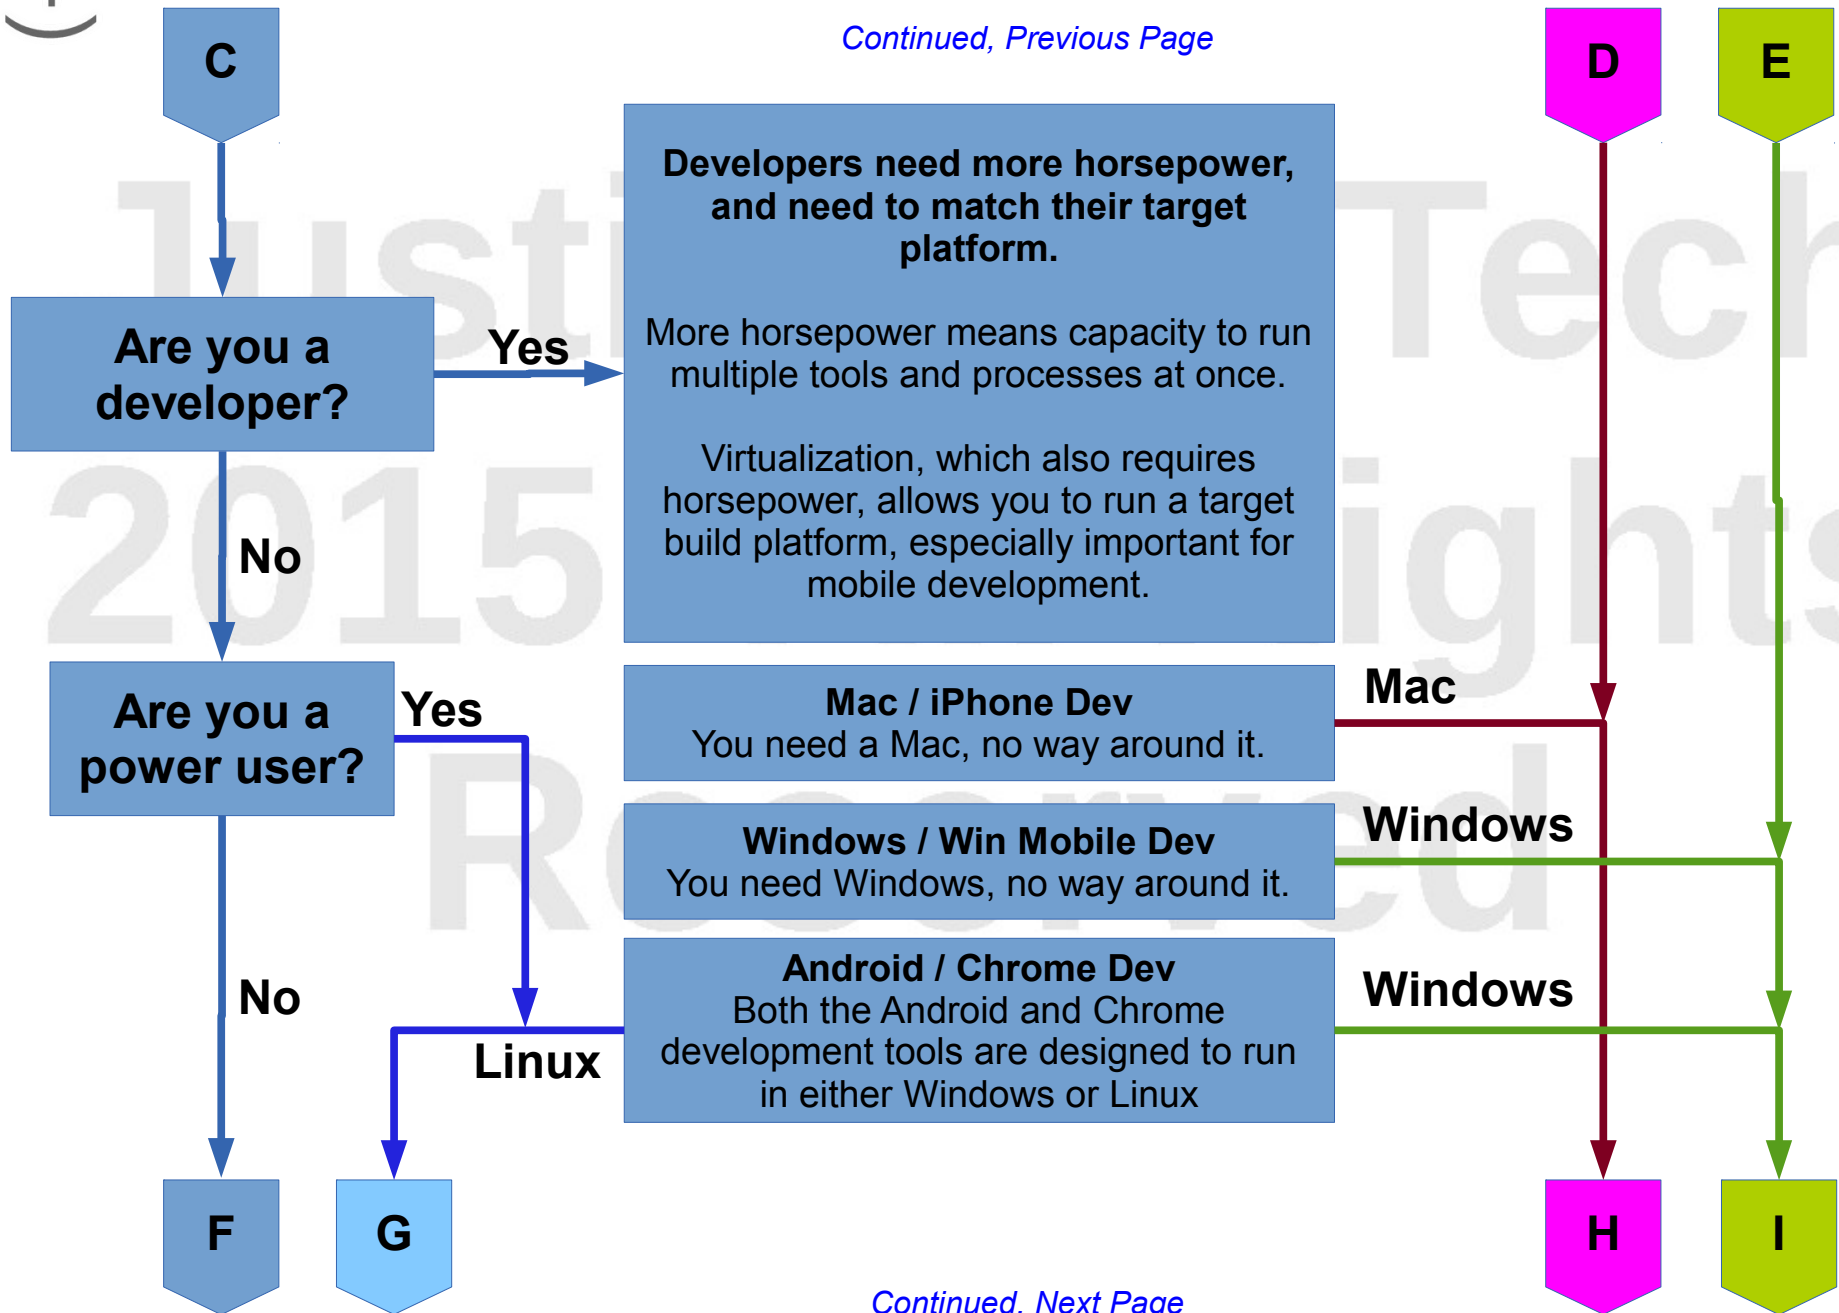 Continued, Previous Page
C
D
E
Developers need more horsepower,
and need to match their target
platform.
More horsepower means capacity to run
multiple tools and processes at once.
Virtualization, which also requires
horsepower, allows you to run a target
build platform, especially important for
mobile development.
Are you a
developer?
Yes
No
Are you a
power user?
Yes
No
Mac / iPhone Dev
You need a Mac, no way around it.
Mac
Windows / Win Mobile Dev
You need Windows, no way around it.
Windows
Android / Chrome Dev
Both the Android and Chrome
development tools are designed to run
in either Windows or Linux
Windows
Linux
F
G
H
I
Continued, Next Page
2015